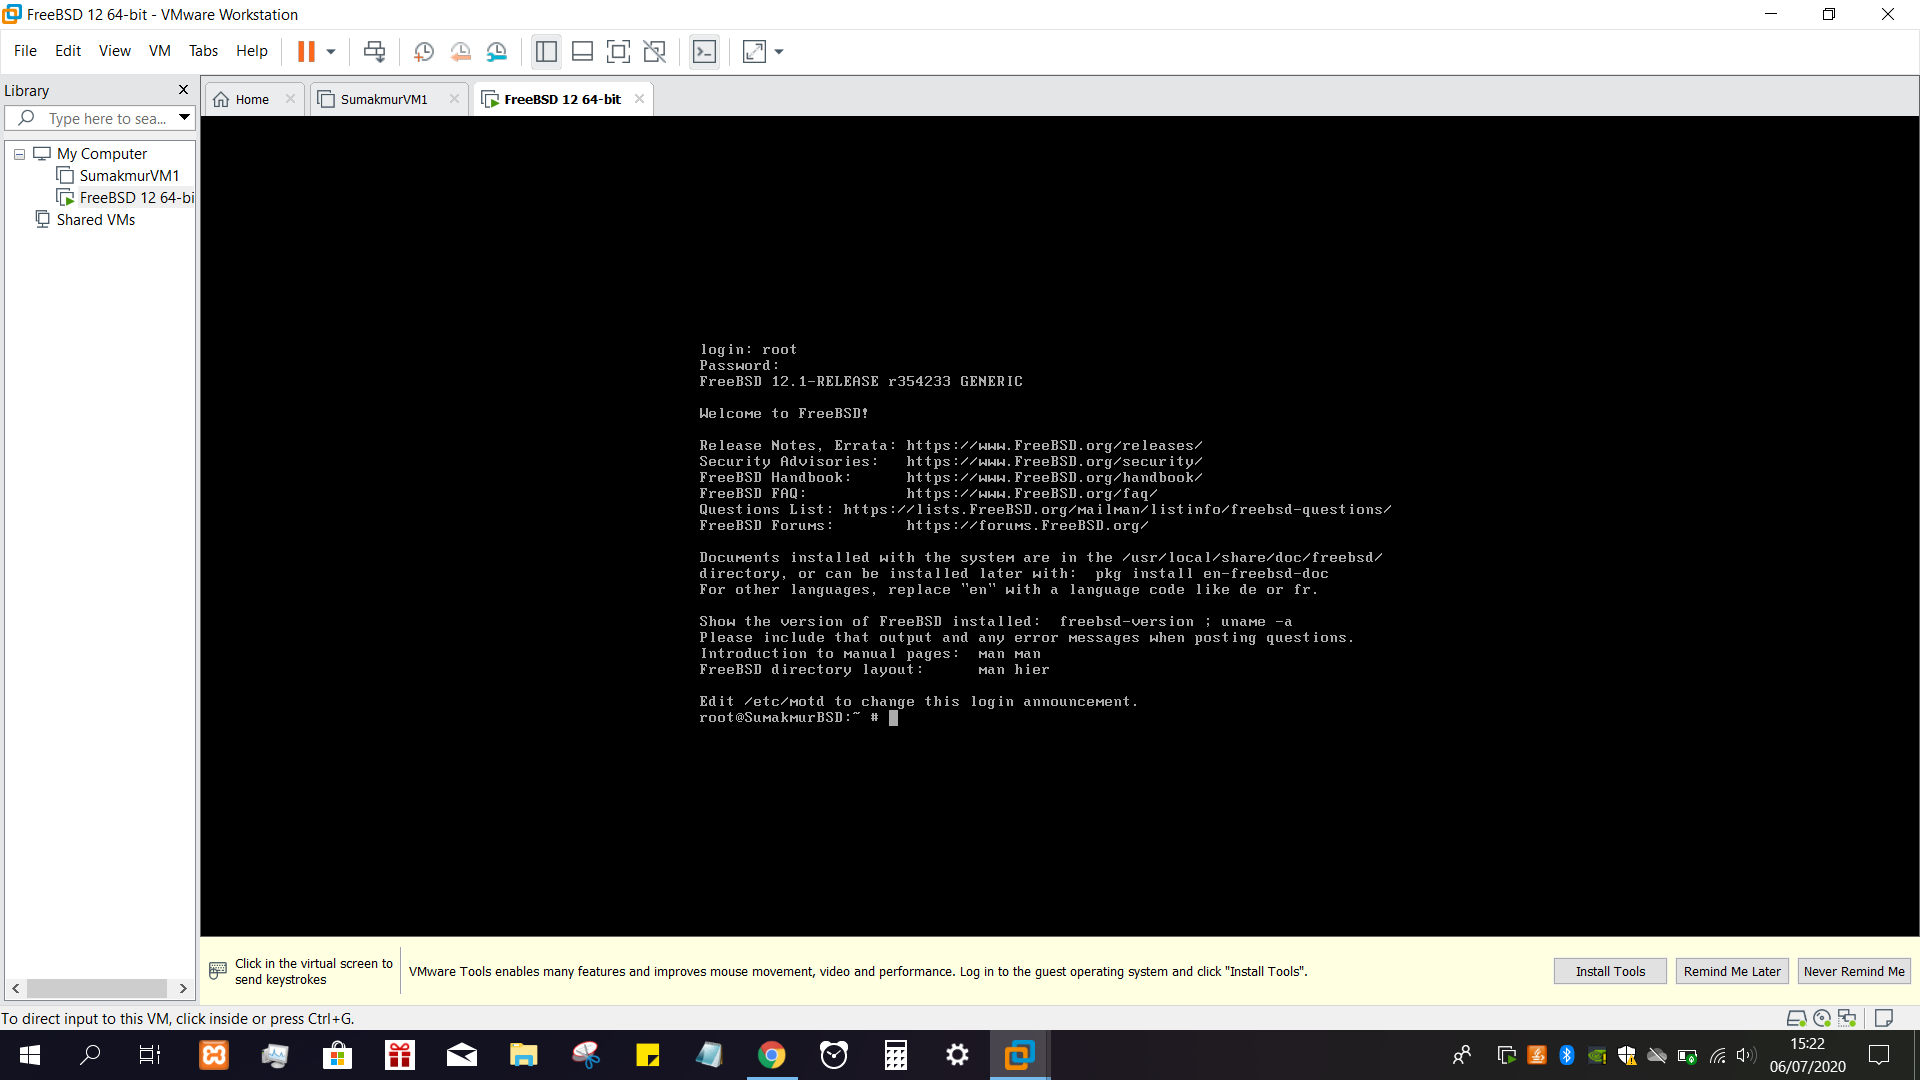 FreeBSD 12 64-bit - VMware Workstation
File Edit View VM Tabs Help
Library
Type here to sea...
My Computer
SumakmurVM1
FreeBSD 12 64-bi
Shared VMs
Home
SumakmurVM1
FreeBSD 12 64-bit
login: root
Password:
FreeBSD 12.1-RELEASE r354233 GENERIC
Welcome to FreeBSD!
Release Notes, Errata: https://www.FreeBSD.org/releases/
Security Advisories: https://www.FreeBSD.org/security/
FreeBSD Handbook: https://www.FreeBSD.org/handbook/
FreeBSD FAQ: https://www.FreeBSD.org/faq/
Questions List: https://lists.FreeBSD.org/mailman/listinfo/freebsd-questions/
FreeBSD Forums: https://forums.FreeBSD.org/
Documents installed with the system are in the /usr/local/share/doc/freebsd/
directory, or can be installed later with: pkg install en-freebsd-doc
For other languages, replace "en" with a language code like de or fr.
Show the version of FreeBSD installed: freebsd-version ; uname -a
Please include that output and any error messages when posting questions.
Introduction to manual pages: man man
FreeBSD directory layout: man hier
Edit /etc/motd to change this login announcement.
root@SumakmurBSD:~ #
Click in the virtual screen to
send keystrokes
VMware Tools enables many features and improves mouse movement, video and performance. Log in to the guest operating system and click "Install Tools".
Install Tools
Remind Me Later
Never Remind Me
To direct input to this VM, click inside or press Ctrl+G.
15:22
06/07/2020